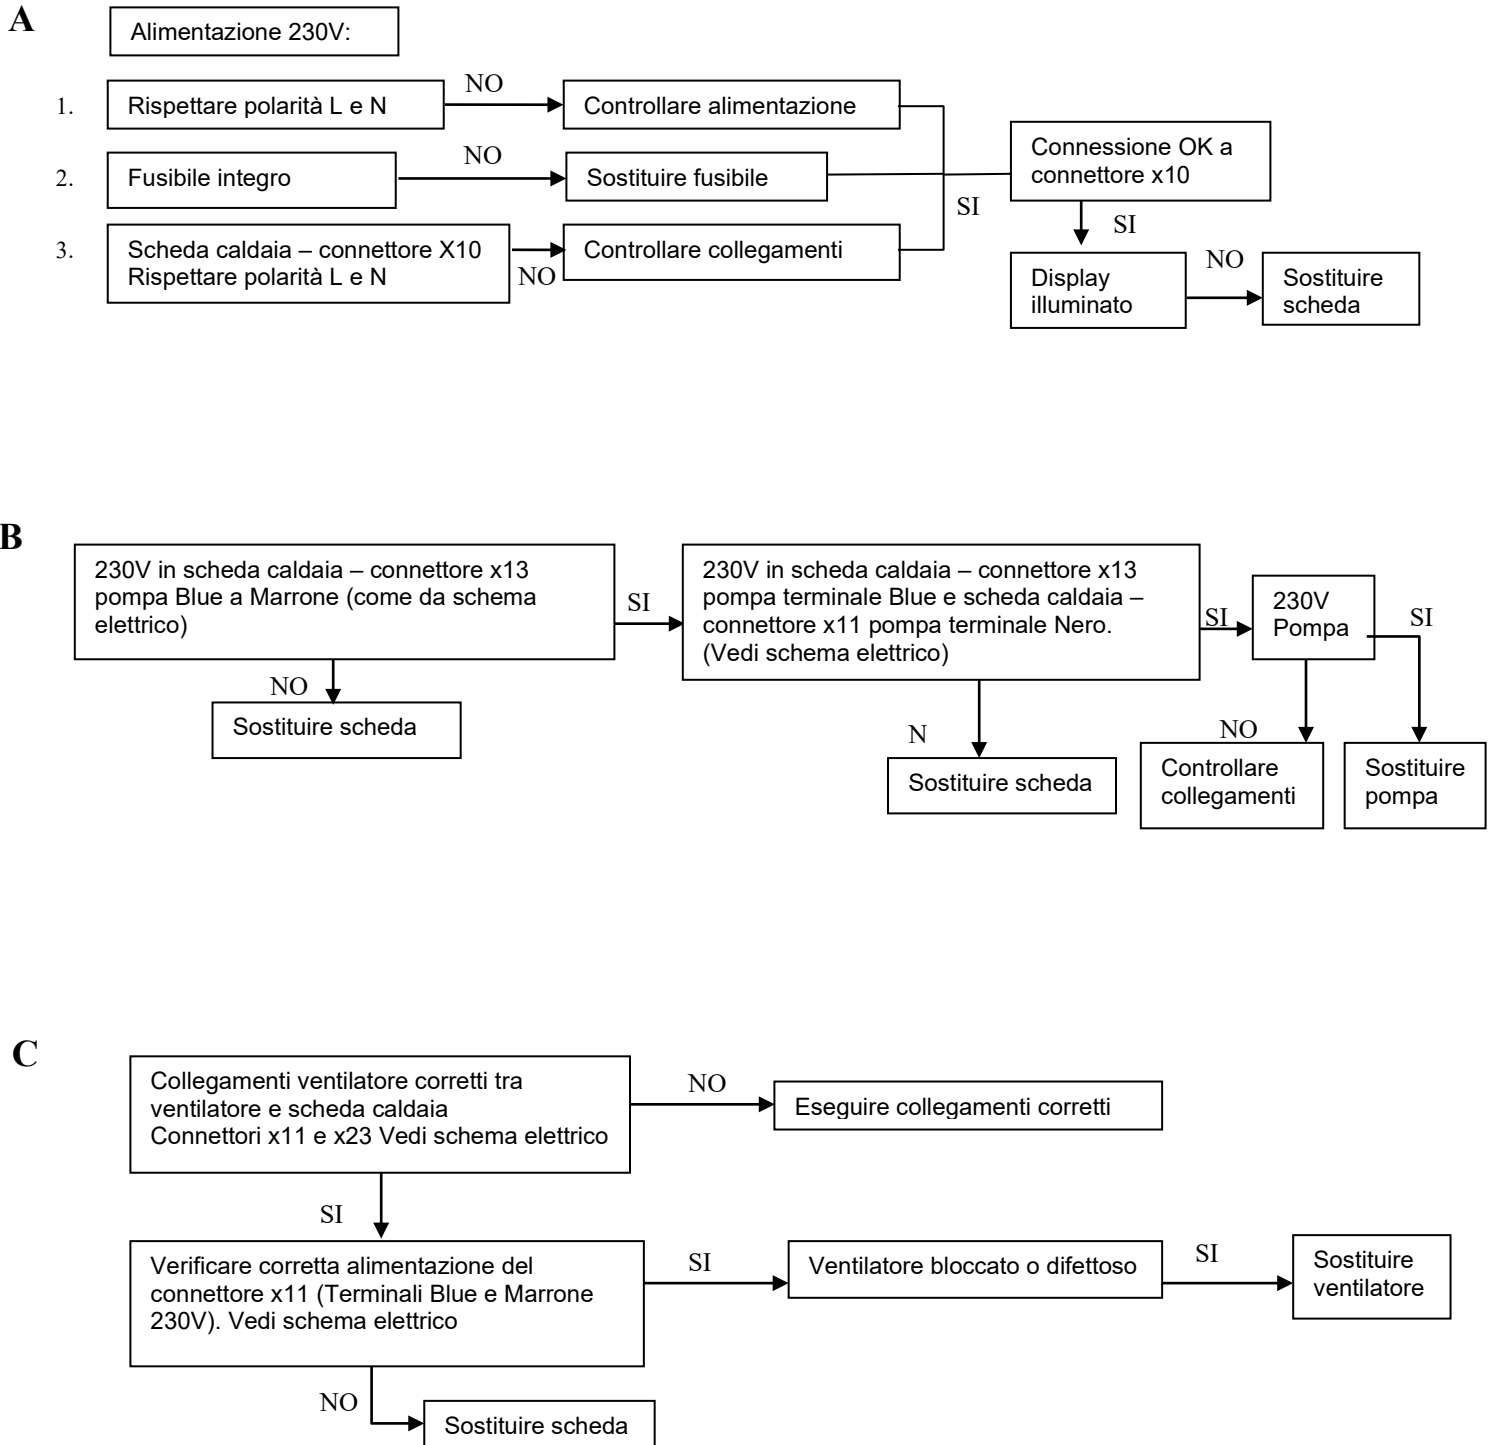 A
Alimentazione 230V:
1.
Rispettare polarità L e N
NO
Controllare alimentazione
2.
Fusibile integro
NO
Sostituire fusibile
3.
Scheda caldaia – connettore X10
Rispettare polarità L e N
NO
Controllare collegamenti
SI
Connessione OK a
connettore x10
SI
Display
illuminato
NO
Sostituire
scheda
B
230V in scheda caldaia – connettore x13
pompa Blue a Marrone (come da schema
elettrico)
SI
NO
Sostituire scheda
230V in scheda caldaia – connettore x13
pompa terminale Blue e scheda caldaia –
connettore x11 pompa terminale Nero.
(Vedi schema elettrico)
SI
N
Sostituire scheda
230V
Pompa
SI
NO
Controllare
collegamenti
Sostituire
pompa
C
Collegamenti ventilatore corretti tra
ventilatore e scheda caldaia
Connettori x11 e x23 Vedi schema elettrico
NO
Eseguire collegamenti corretti
SI
Verificare corretta alimentazione del
connettore x11 (Terminali Blue e Marrone
230V). Vedi schema elettrico
SI
Ventilatore bloccato o difettoso
SI
Sostituire
ventilatore
NO
Sostituire scheda